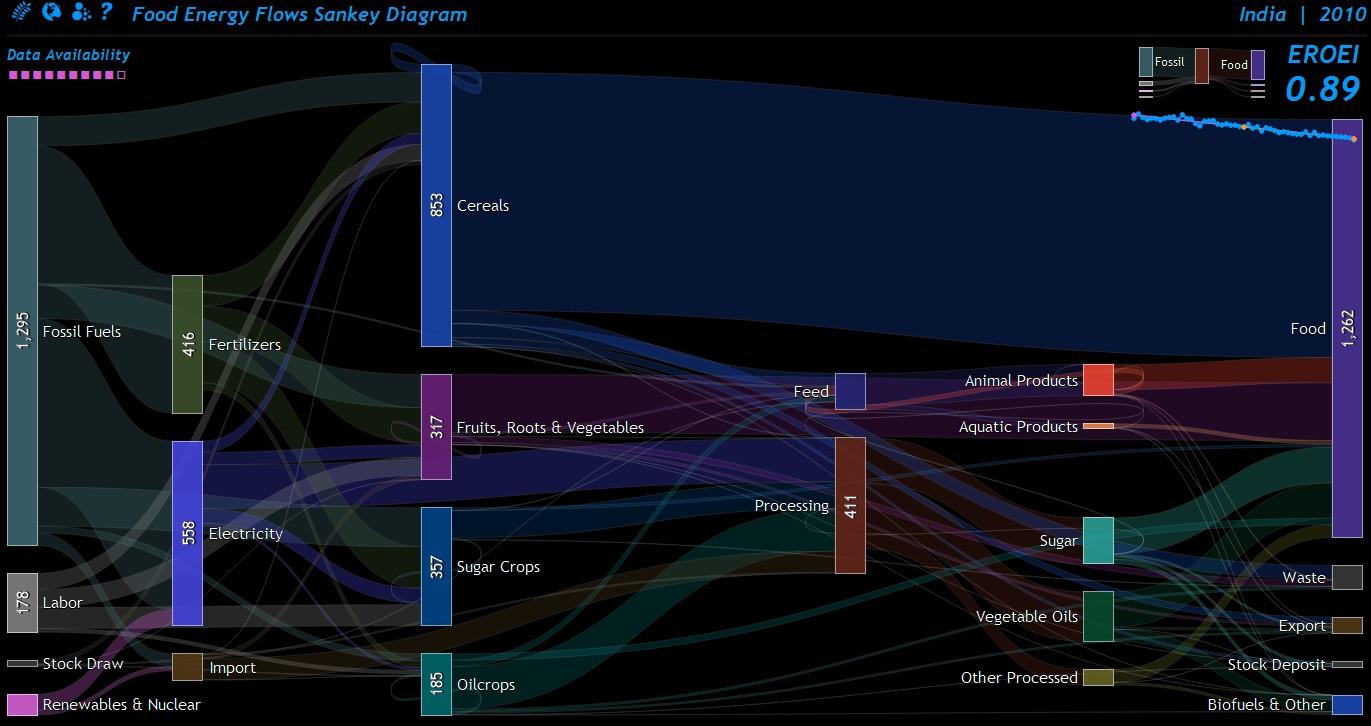 ? Food Energy Flows Sankey Diagram
India | 2010
Data Availability
Fossil
Food
EROEI
0.89
1,295
Fossil Fuels
178
Labor
Stock Draw
Renewables & Nuclear
416
Fertilizers
558
Electricity
Import
853
Cereals
317
Fruits, Roots & Vegetables
357
Sugar Crops
185
Oilcrops
Feed
Processing
411
Animal Products
Aquatic Products
Sugar
Vegetable Oils
Other Processed
Food
1,262
Waste
Export
Stock Deposit
Biofuels & Other